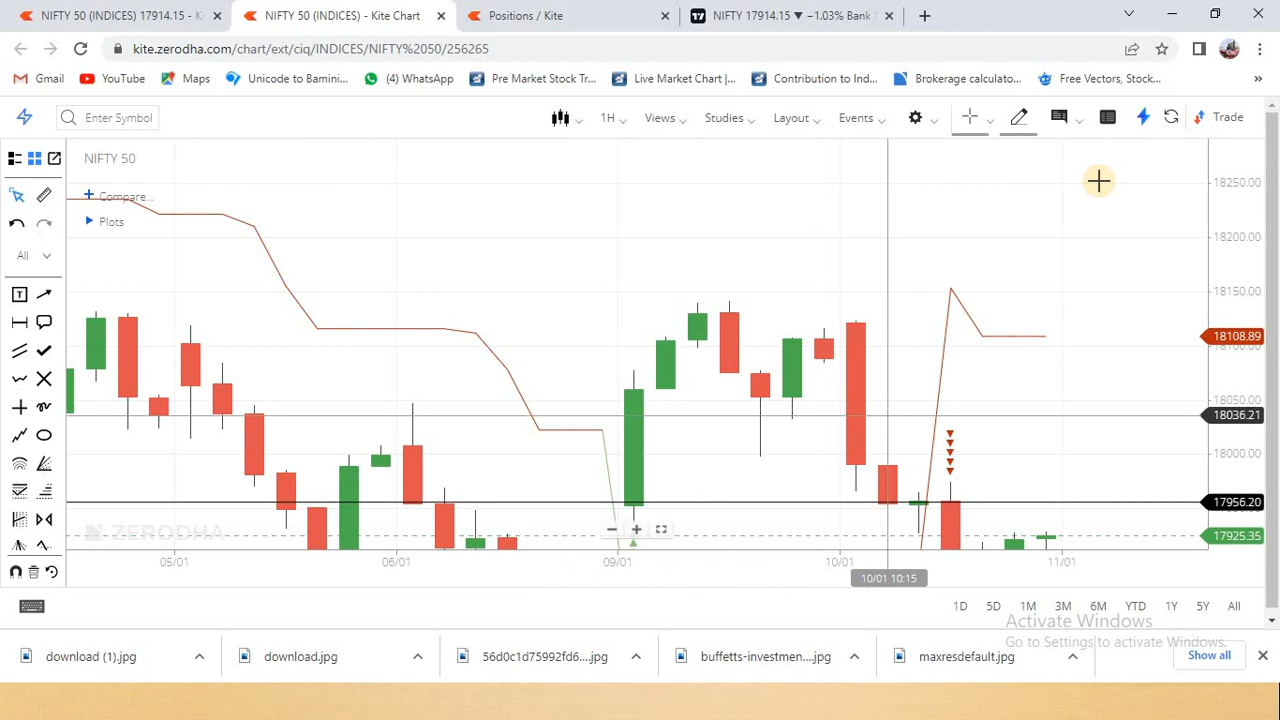 NIFTY 50 (INDICES) 17914.15 - Ki
NIFTY 50 (INDICES) - Kite Chart
Positions / Kite
NIFTY 17914.15 ▼ −1.03% Bank
kite.zerodha.com/chart/ext/ciq/INDICES/NIFTY%2050/256265
Gmail
YouTube
Maps
Unicode to Bamini...
(4) WhatsApp
Pre Market Stock Tr...
Live Market Chart |...
Contribution to Ind...
Brokerage calculato...
Free Vectors, Stock...
»
Enter Symbol
1H
Views
Studies
Layout
Events
Trade
NIFTY 50
Compare...
Plots
All
18250.00
18200.00
18150.00
18108.89
18100.00
18050.00
18036.21
18000.00
17956.20
17925.35
ZERODHA
05/01
06/01
09/01
10/01
11/01
10/01 10:15
1D
5D
1M
3M
6M
YTD
1Y
5Y
All
Activate Windows
Go to Settings to activate Windows.
download (1).jpg
download.jpg
buffetts-investmen....jpg
maxresdefault.jpg
Show all